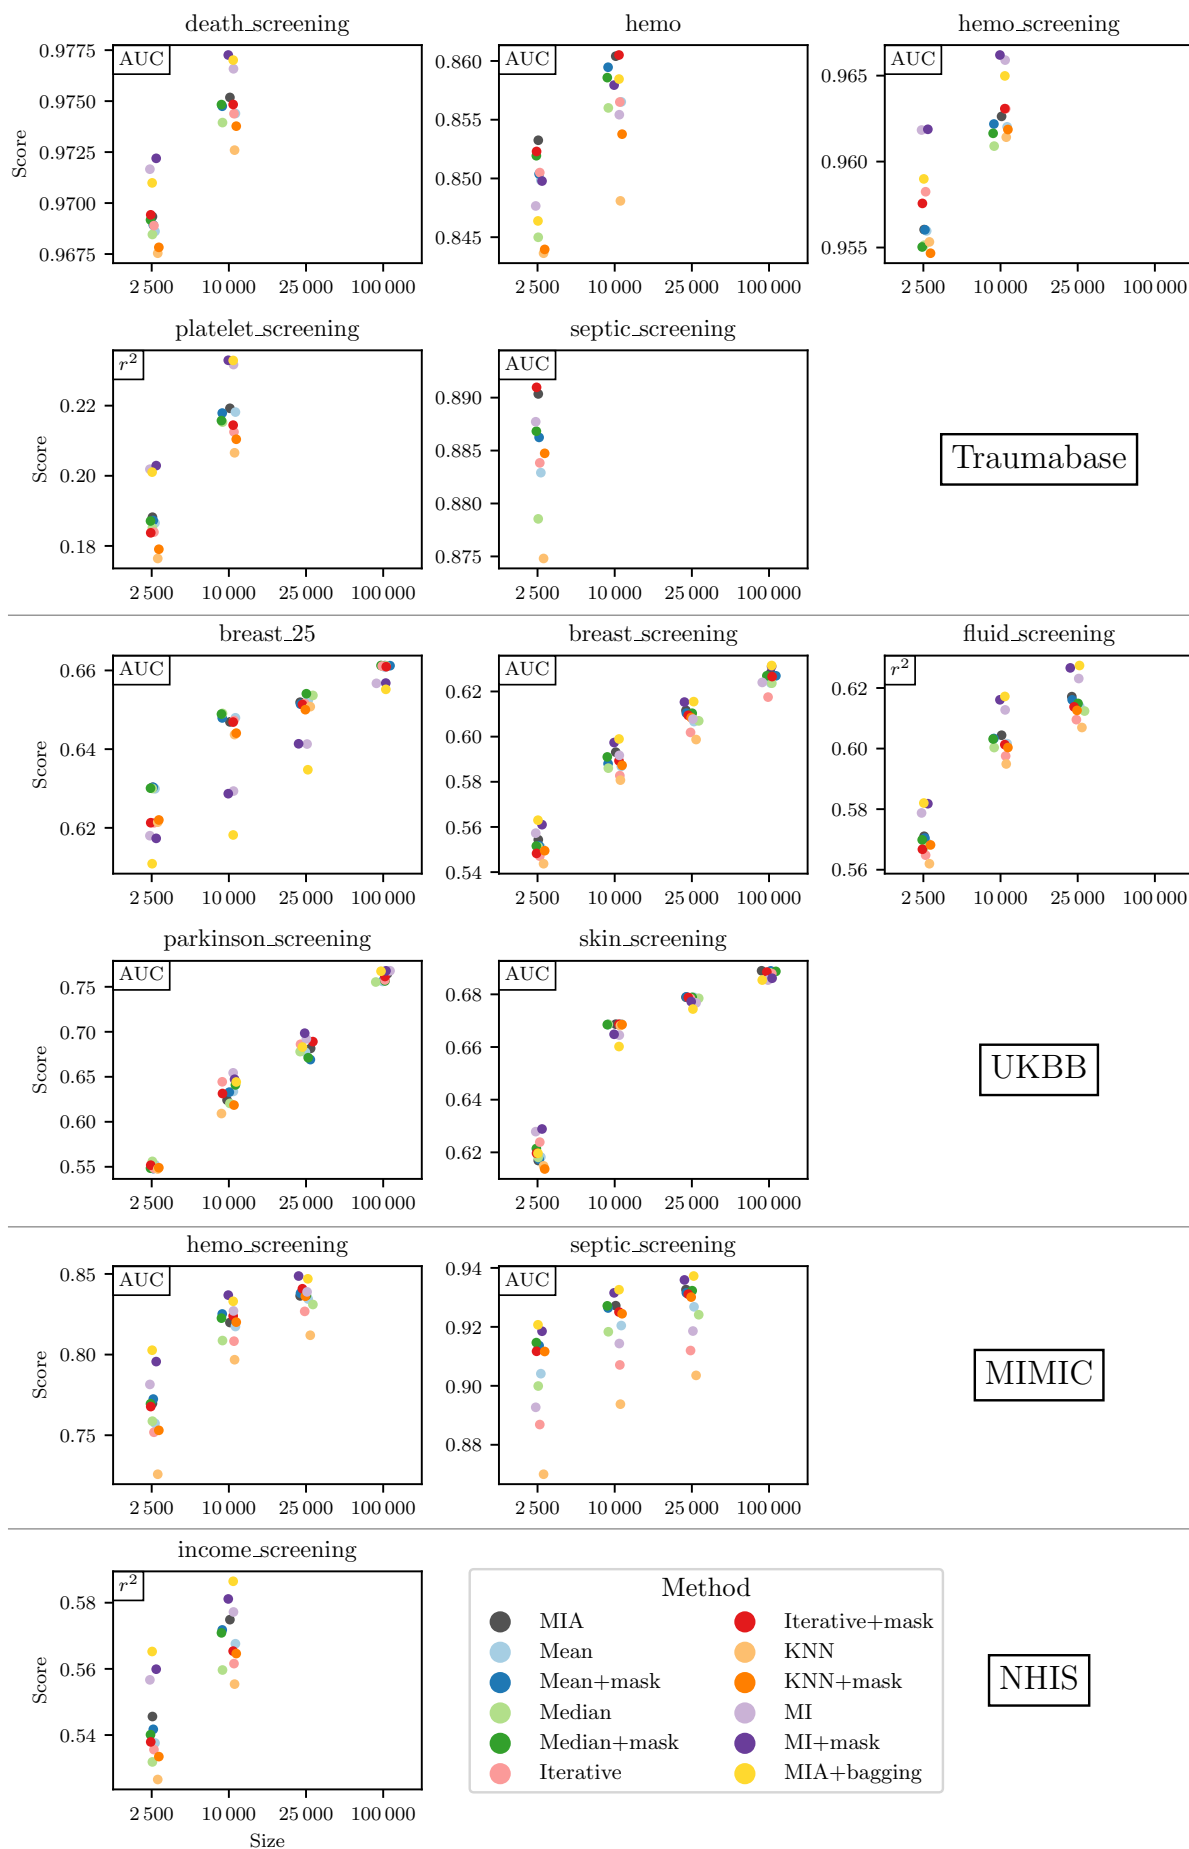 death_screening hemo hemo_screening
AUC AUC AUC
0.9775
0.9750
0.9725
0.9700
0.9675
Score
0.860
0.855
0.850
0.845
0.965
0.960
0.955
2 500 10 000 25 000 100 000 2 500 10 000 25 000 100 000 2 500 10 000 25 000 100 000
platelet_screening septic_screening
r² AUC
0.22
0.20
0.18
Score
0.890
0.885
0.880
0.875
Traumabase
2 500 10 000 25 000 100 000 2 500 10 000 25 000 100 000
breast_25 breast_screening fluid_screening
AUC AUC r²
0.66
0.64
0.62
Score
0.62
0.60
0.58
0.56
0.54
0.62
0.60
0.58
0.56
2 500 10 000 25 000 100 000 2 500 10 000 25 000 100 000 2 500 10 000 25 000 100 000
parkinson_screening skin_screening
AUC AUC
0.75
0.70
0.65
0.60
0.55
Score
0.68
0.66
0.64
0.62
UKBB
2 500 10 000 25 000 100 000 2 500 10 000 25 000 100 000
hemo_screening septic_screening
AUC AUC
0.85
0.80
0.75
Score
0.94
0.92
0.90
0.88
MIMIC
2 500 10 000 25 000 100 000 2 500 10 000 25 000 100 000
income_screening
r²
0.58
0.56
0.54
Score
2 500 10 000 25 000 100 000
Size
Method
MIA
Mean
Mean+mask
Median
Median+mask
Iterative
Iterative+mask
KNN
KNN+mask
MI
MI+mask
MIA+bagging
NHIS